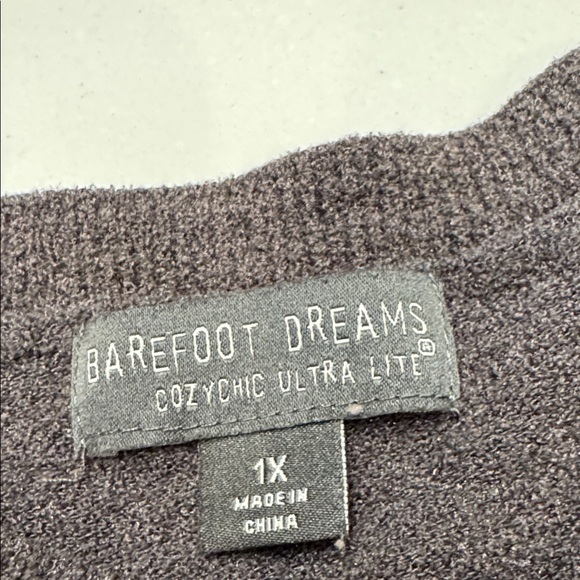 BAREFOOT DREAMS
COZYCHIC ULTRA LITE®
1X
MADE IN
CHINA